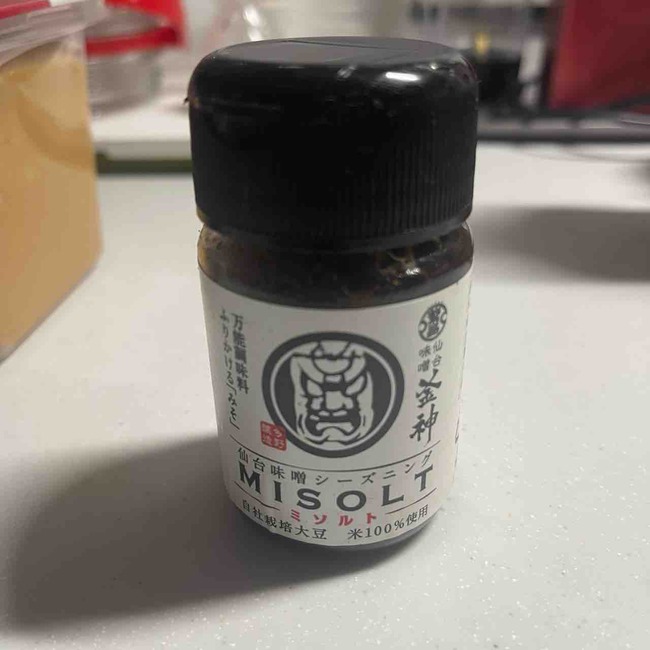 万能調味料
ふりかける「みそ」
仙台
味噌
釜神
仙台味噌シーズニング
MISOLT
ミソルト
自社栽培大豆 米100%使用